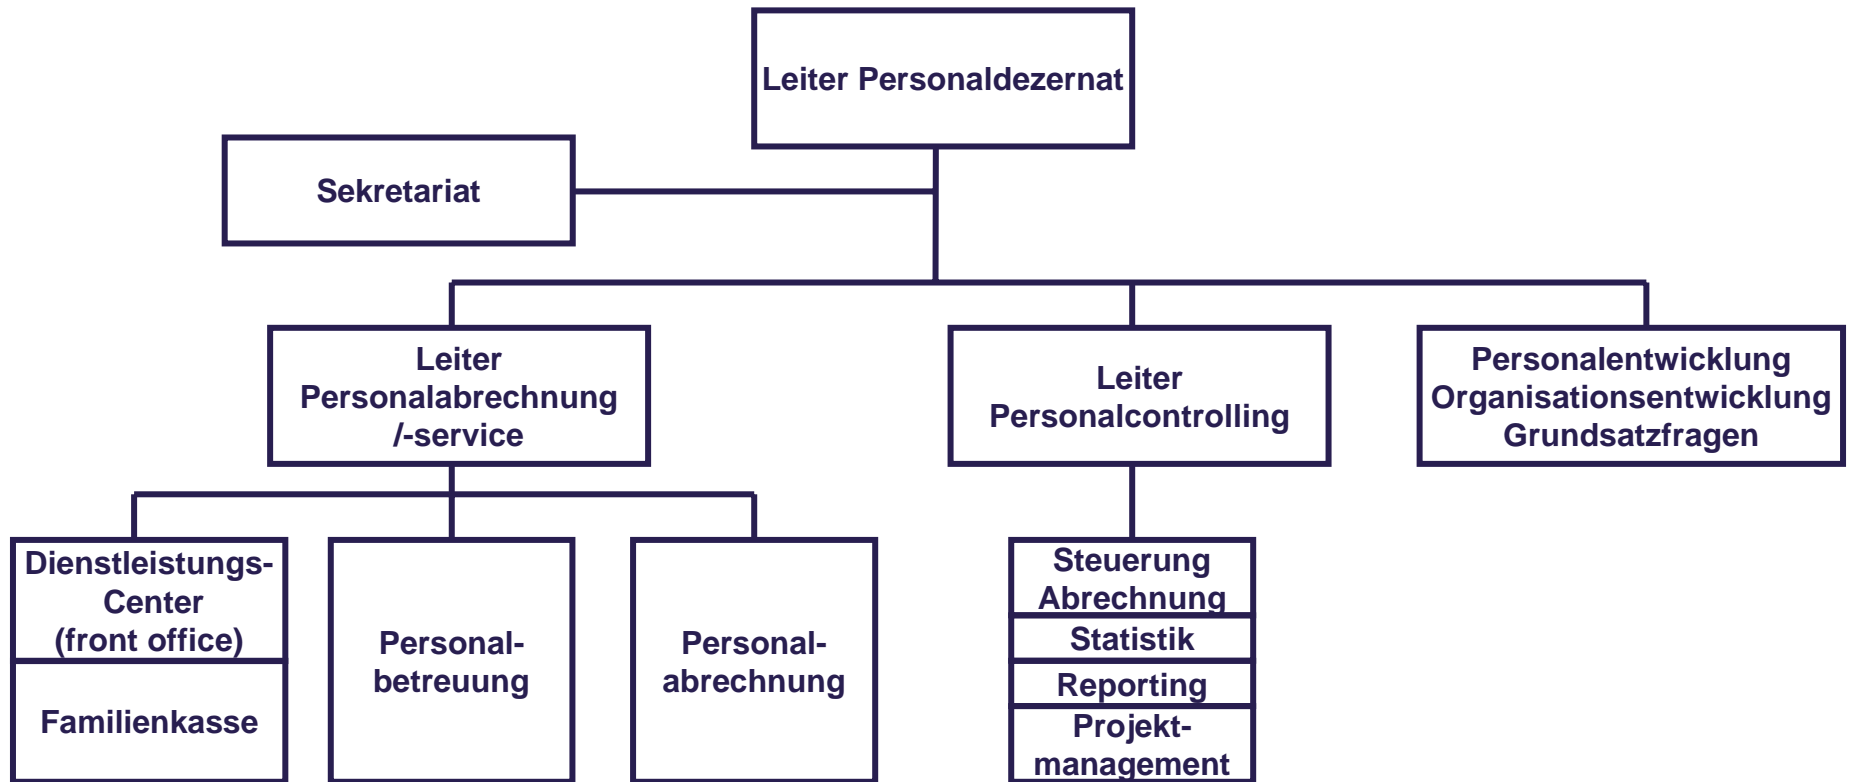 Leiter Personaldezernat
Sekretariat
Leiter
Personalabrechnung
/-service
Leiter
Personalcontrolling
Personalentwicklung
Organisationsentwicklung
Grundsatzfragen
Dienstleistungs-
Center
(front office)
Familienkasse
Personal-
betreuung
Personal-
abrechnung
Steuerung
Abrechnung
Statistik
Reporting
Projekt-
management